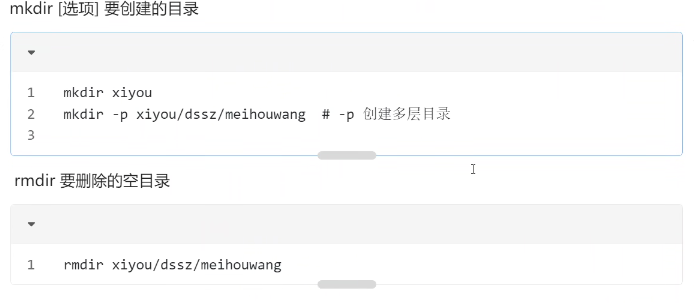 mkdir [选项] 要创建的目录
1 mkdir xiyou
2 mkdir -p xiyou/dssz/meihouwang # -p 创建多层目录
3
rmdir 要删除的空目录
1 rmdir xiyou/dssz/meihouwang